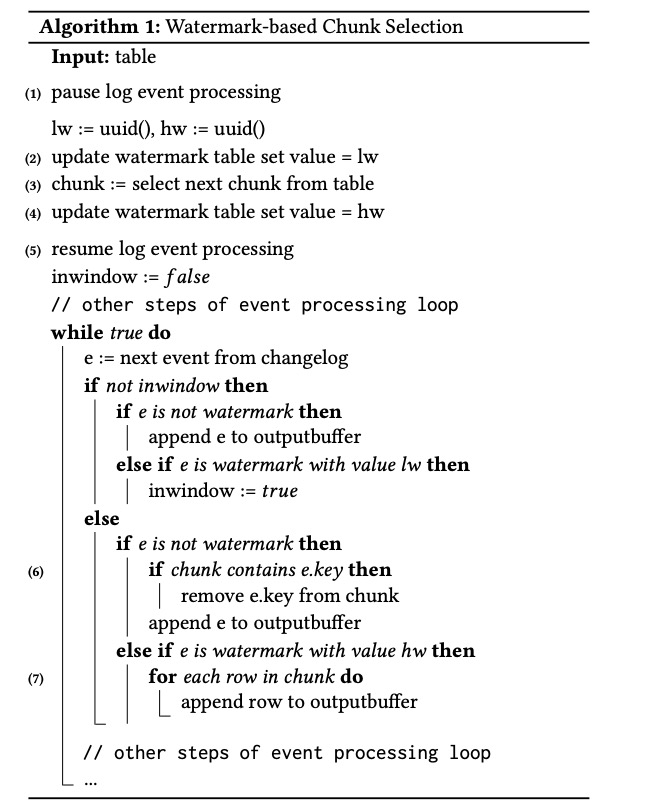 Algorithm 1: Watermark-based Chunk Selection
Input: table
(1) pause log event processing
lw := uuid(), hw := uuid()
(2) update watermark table set value = lw
(3) chunk := select next chunk from table
(4) update watermark table set value = hw
(5) resume log event processing
inwindow := false
// other steps of event processing loop
while true do
e := next event from changelog
if not inwindow then
if e is not watermark then
append e to outputbuffer
else if e is watermark with value lw then
inwindow := true
else
if e is not watermark then
(6) if chunk contains e.key then
remove e.key from chunk
append e to outputbuffer
else if e is watermark with value hw then
(7) for each row in chunk do
append row to outputbuffer
// other steps of event processing loop
...